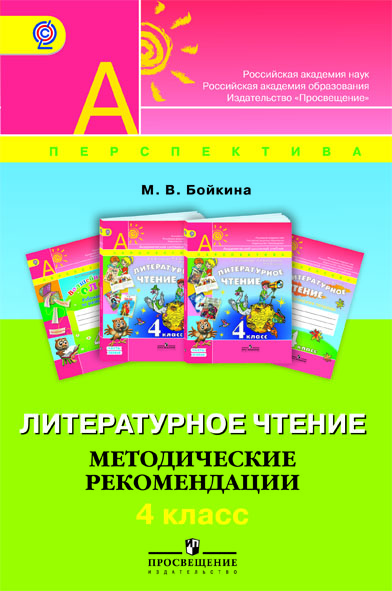 Российская академия наук
Российская академия образования
Издательство «Просвещение»
А
ПЕРСПЕКТИВА
М. В. Бойкина
ЛИТЕРАТУРНОЕ
ЧТЕНИЕ
4 класс
ЛИТЕРАТУРНОЕ
ЧТЕНИЕ
4 класс
ЛИТЕРАТУРНОЕ ЧТЕНИЕ
МЕТОДИЧЕСКИЕ
РЕКОМЕНДАЦИИ
4 класс
ПРОСВЕЩЕНИЕ
ИЗДАТЕЛЬСТВО